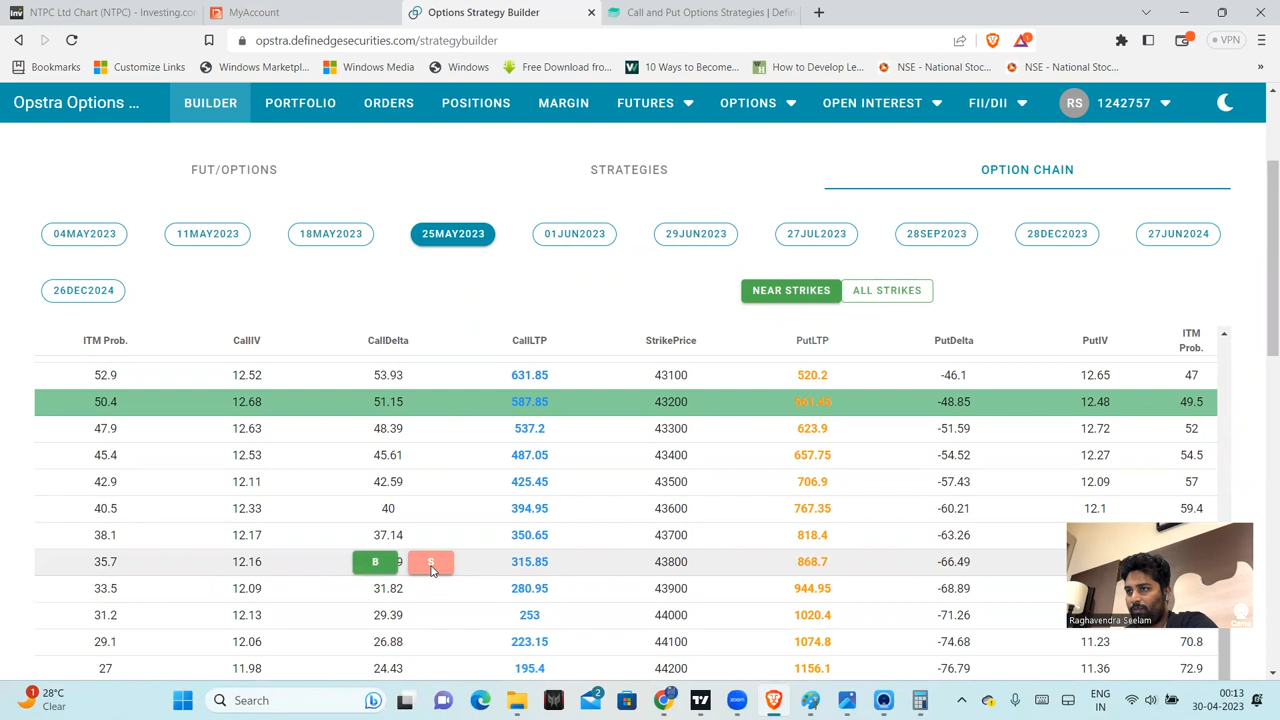 NTPC Ltd Chart (NTPC) - Investing.co
MyAccount
Options Strategy Builder
Call and Put Options Strategies | Defin
opstra.definedgesecurities.com/strategybuilder
VPN
Bookmarks
Customize Links
Windows Marketpl...
Windows Media
Windows
Free Download fro...
10 Ways to Become...
How to Develop Le...
NSE - National Stoc...
NSE - National Stoc...
Opstra Options ...
BUILDER
PORTFOLIO
ORDERS
POSITIONS
MARGIN
FUTURES
OPTIONS
OPEN INTEREST
FII/DII
RS
1242757
FUT/OPTIONS
STRATEGIES
OPTION CHAIN
04MAY2023
11MAY2023
18MAY2023
25MAY2023
01JUN2023
29JUN2023
27JUL2023
28SEP2023
28DEC2023
27JUN2024
26DEC2024
NEAR STRIKES
ALL STRIKES
ITM Prob. CallIV CallDelta CallLTP StrikePrice PutLTP PutDelta PutIV ITM Prob.
52.9 12.52 53.93 631.85 43100 520.2 -46.1 12.65 47
50.4 12.68 51.15 587.85 43200 561.45 -48.85 12.48 49.5
47.9 12.63 48.39 537.2 43300 623.9 -51.59 12.72 52
45.4 12.53 45.61 487.05 43400 657.75 -54.52 12.27 54.5
42.9 12.11 42.59 425.45 43500 706.9 -57.43 12.09 57
40.5 12.33 40 394.95 43600 767.35 -60.21 12.1 59.4
38.1 12.17 37.14 350.65 43700 818.4 -63.26
35.7 12.16 B 9 S 315.85 43800 868.7 -66.49
33.5 12.09 31.82 280.95 43900 944.95 -68.89
31.2 12.13 29.39 253 44000 1020.4 -71.26
29.1 12.06 26.88 223.15 44100 1074.8 -74.68 11.23 70.8
27 11.98 24.43 195.4 44200 1156.1 -76.79 11.36 72.9
Raghavendra Seelam
28°C
Clear
Search
ENG
IN
00:13
30-04-2023